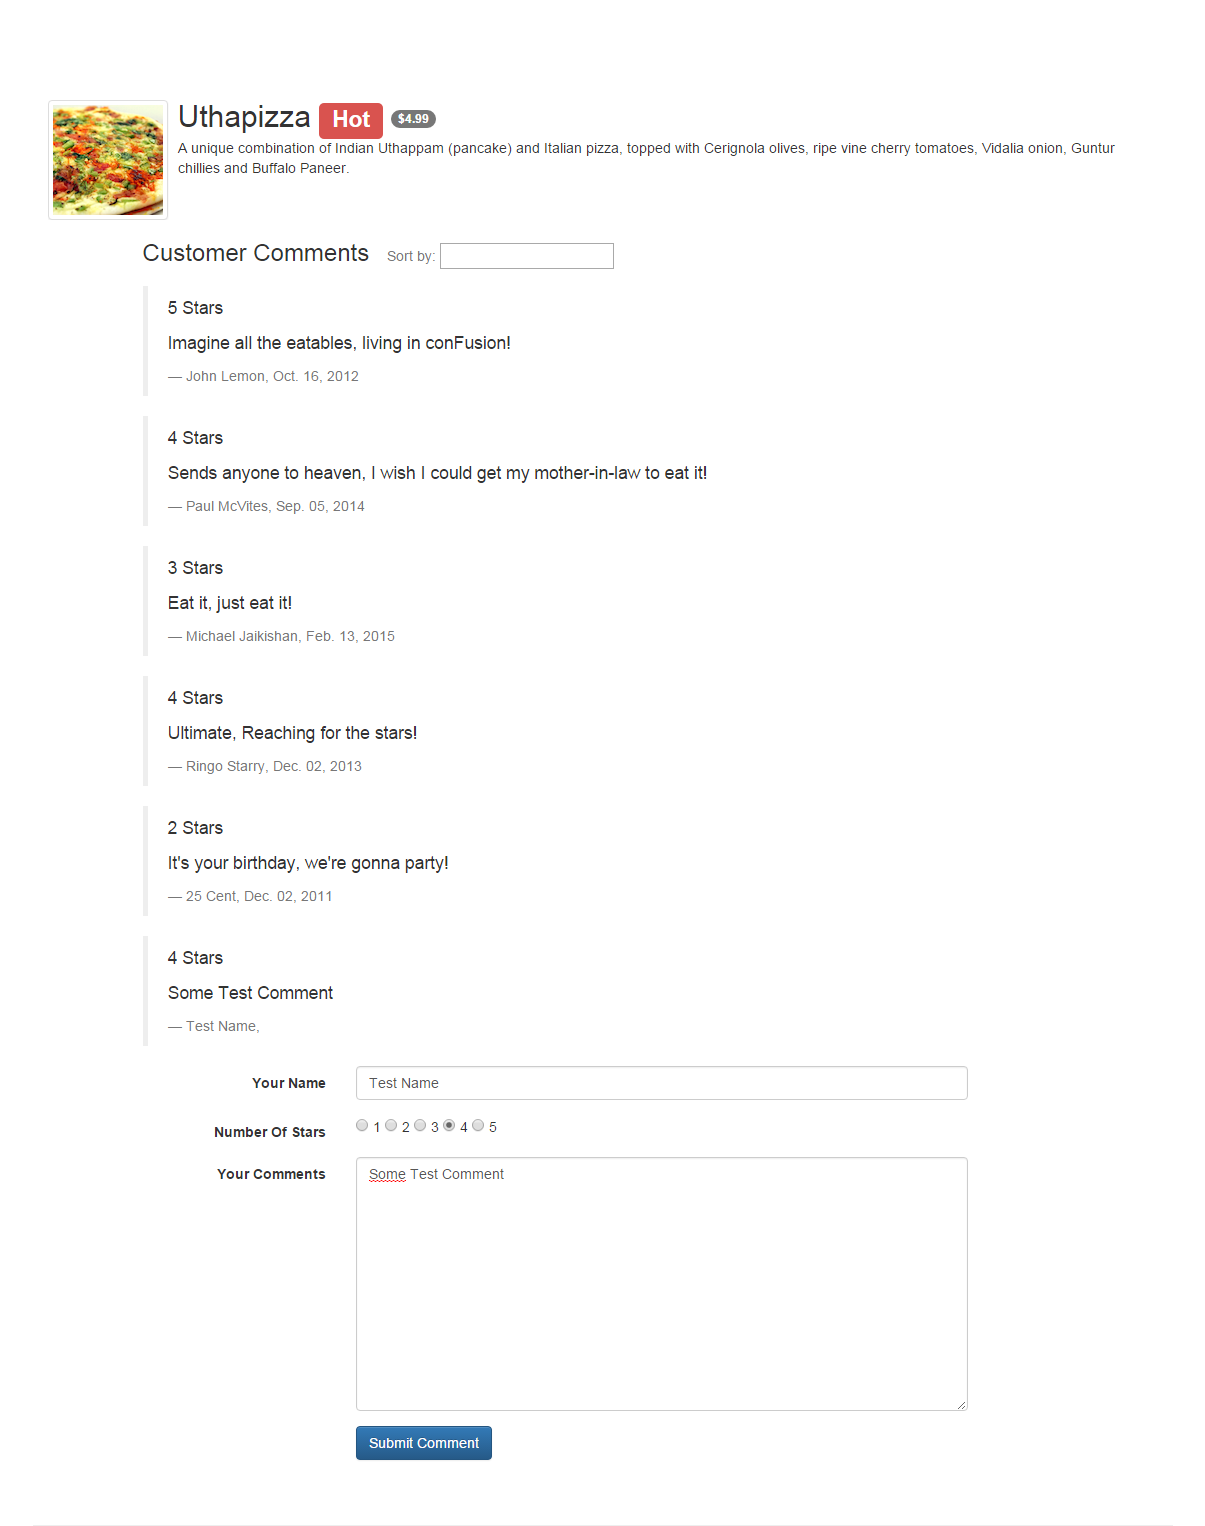 Uthapizza Hot $4.99
A unique combination of Indian Uthappam (pancake) and Italian pizza, topped with Cerignola olives, ripe vine cherry tomatoes, Vidalia onion, Guntur
chillies and Buffalo Paneer.
Customer Comments Sort by:
5 Stars
Imagine all the eatables, living in conFusion!
— John Lemon, Oct. 16, 2012
4 Stars
Sends anyone to heaven, I wish I could get my mother-in-law to eat it!
— Paul McVites, Sep. 05, 2014
3 Stars
Eat it, just eat it!
— Michael Jaikishan, Feb. 13, 2015
4 Stars
Ultimate, Reaching for the stars!
— Ringo Starry, Dec. 02, 2013
2 Stars
It's your birthday, we're gonna party!
— 25 Cent, Dec. 02, 2011
4 Stars
Some Test Comment
— Test Name,
Your Name Test Name
Number Of Stars 1 2 3 4 5
Your Comments Some Test Comment
Submit Comment